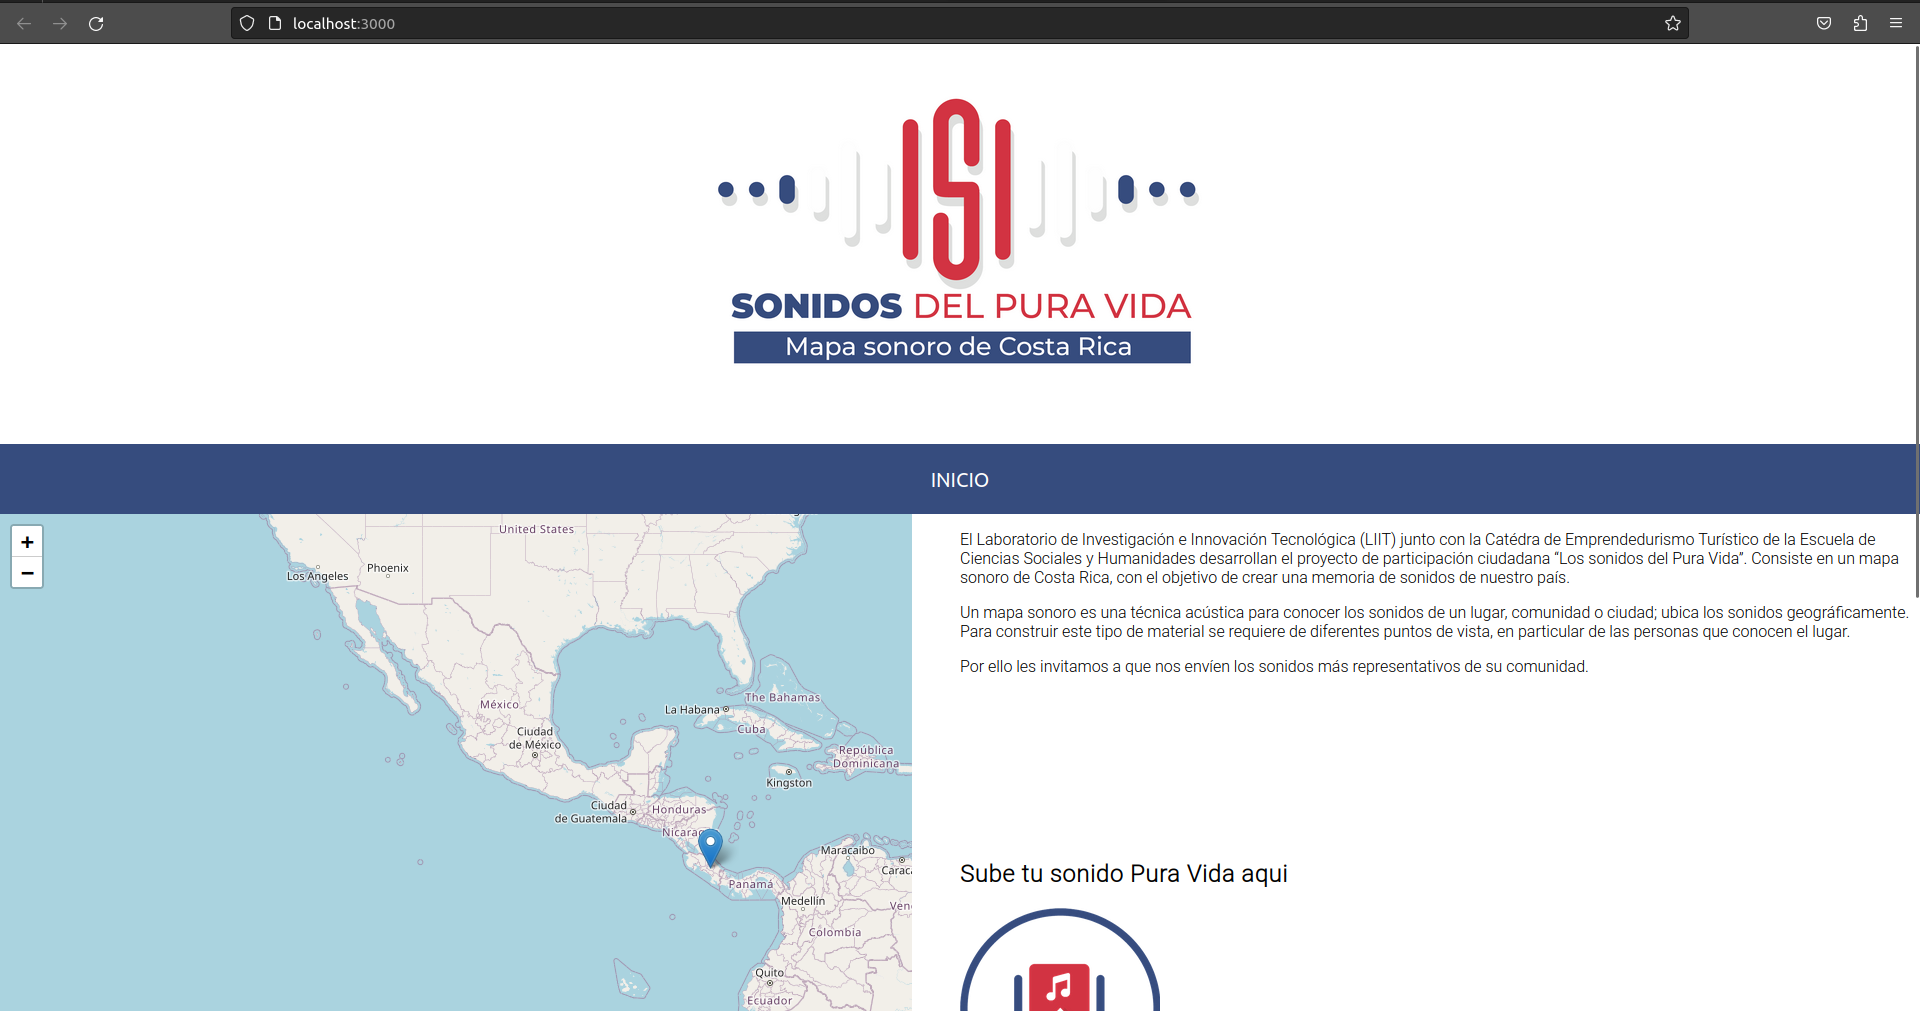 localhost:3000
SONIDOS DEL PURA VIDA
Mapa sonoro de Costa Rica
INICIO
+
−
United States
Los Angeles
Phoenix
México
Ciudad
de México
La Habana
The Bahamas
Cuba
República
Dominicana
Kingston
Ciudad
de Guatemala
Honduras
Nicarag
Panamá
Maracaibo
Carac
Medellín
Ven
Colombia
Quito
Ecuador
El Laboratorio de Investigación e Innovación Tecnológica (LIIT) junto con la Catédra de Emprendedurismo Turístico de la Escuela de
Ciencias Sociales y Humanidades desarrollan el proyecto de participación ciudadana “Los sonidos del Pura Vida”. Consiste en un mapa
sonoro de Costa Rica, con el objetivo de crear una memoria de sonidos de nuestro país.
Un mapa sonoro es una técnica acústica para conocer los sonidos de un lugar, comunidad o ciudad; ubica los sonidos geográficamente.
Para construir este tipo de material se requiere de diferentes puntos de vista, en particular de las personas que conocen el lugar.
Por ello les invitamos a que nos envíen los sonidos más representativos de su comunidad.
Sube tu sonido Pura Vida aqui